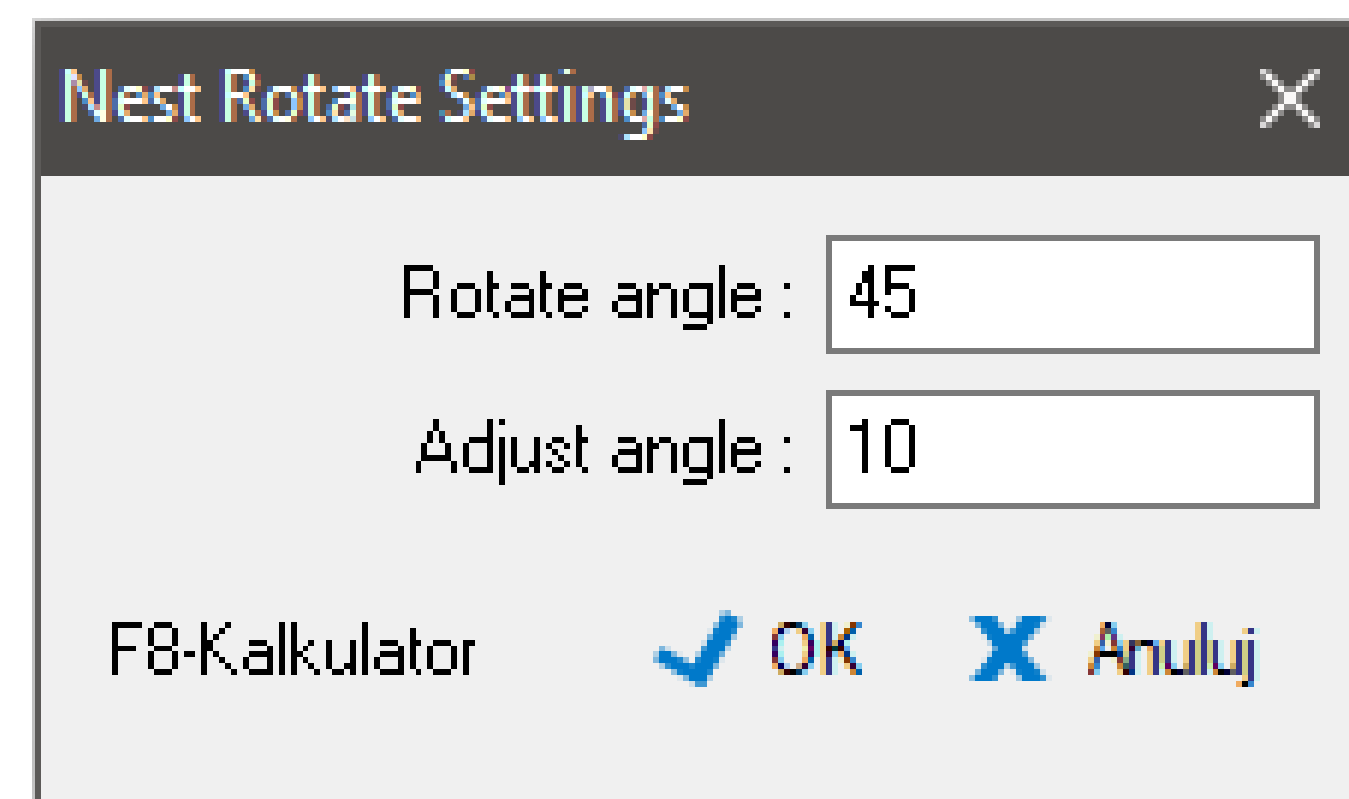 Nest Rotate Settings
Rotate angle : 45
Adjust angle : 10
F8-Kalkulator OK Anuluj